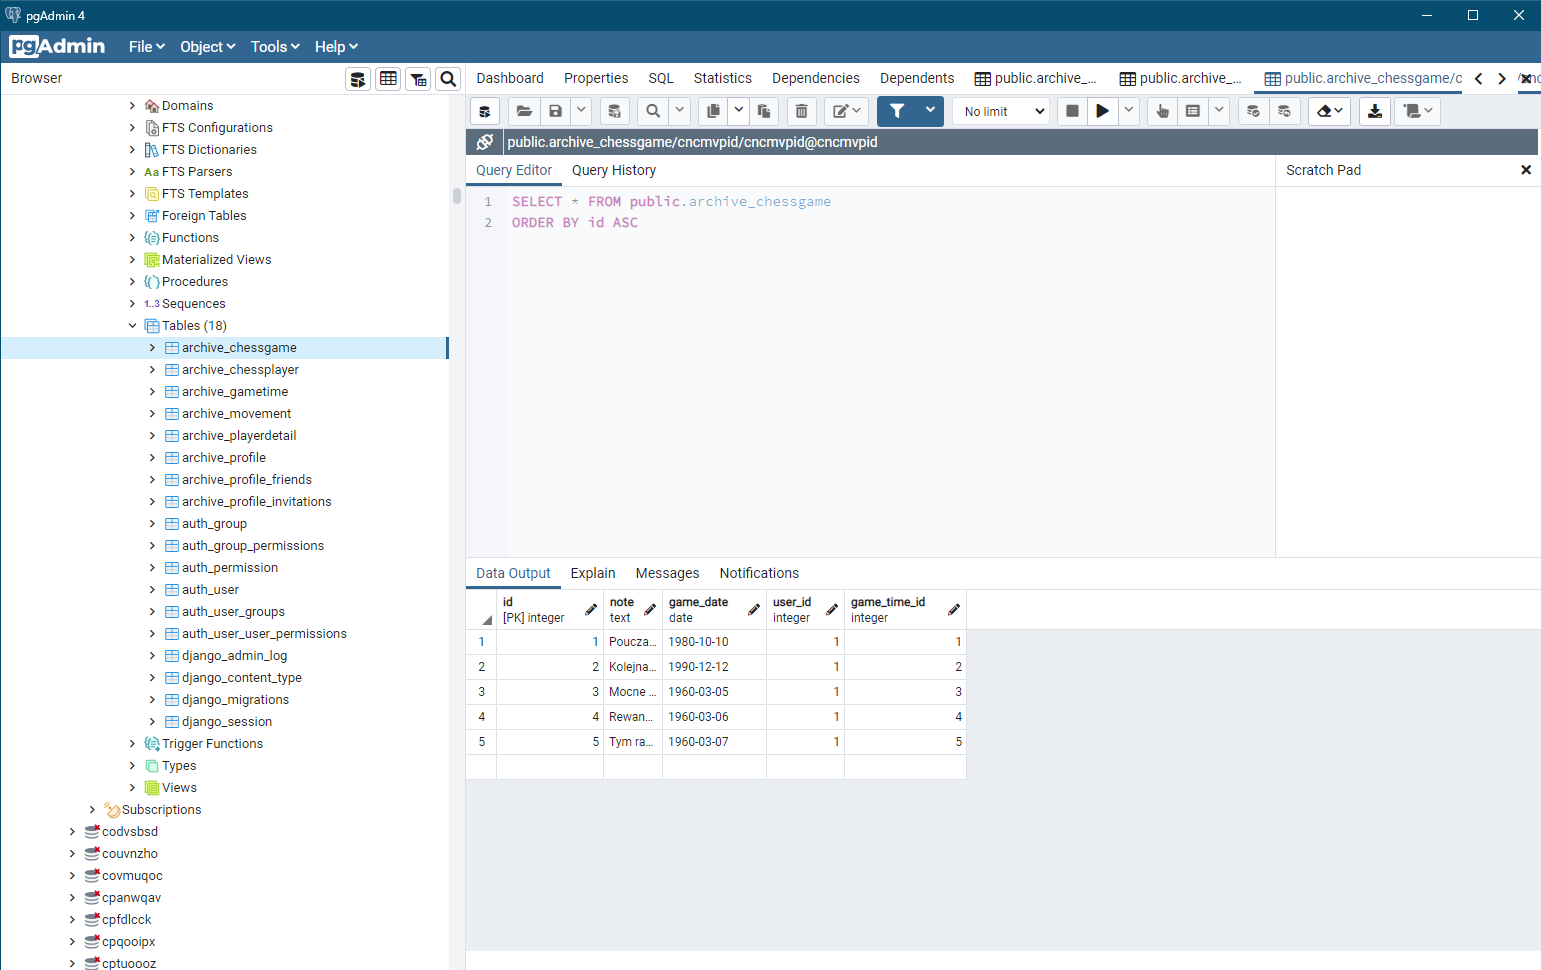 pgAdmin 4
pgAdmin File Object Tools Help
Browser
Dashboard Properties SQL Statistics Dependencies Dependents public.archive_... public.archive_... public.archive_chessgame/c
No limit
public.archive_chessgame/cncmvpid/cncmvpid@cncmvpid
Query Editor Query History
Scratch Pad
1 SELECT * FROM public.archive_chessgame
2 ORDER BY id ASC
Domains
FTS Configurations
FTS Dictionaries
Aa FTS Parsers
FTS Templates
Foreign Tables
Functions
Materialized Views
Procedures
1..3 Sequences
Tables (18)
archive_chessgame
archive_chessplayer
archive_gametime
archive_movement
archive_playerdetail
archive_profile
archive_profile_friends
archive_profile_invitations
auth_group
auth_group_permissions
auth_permission
auth_user
auth_user_groups
auth_user_user_permissions
django_admin_log
django_content_type
django_migrations
django_session
Trigger Functions
Types
Views
Subscriptions
codvsbsd
couvnzho
covmuqoc
cpanwqav
cpfdlcck
cpqooipx
cptuoooz
Data Output Explain Messages Notifications
id note game_date user_id game_time_id
[PK] integer text date integer integer
1 1 Poucza... 1980-10-10 1 1
2 2 Kolejna... 1990-12-12 1 2
3 3 Mocne ... 1960-03-05 1 3
4 4 Rewan... 1960-03-06 1 4
5 5 Tym ra... 1960-03-07 1 5